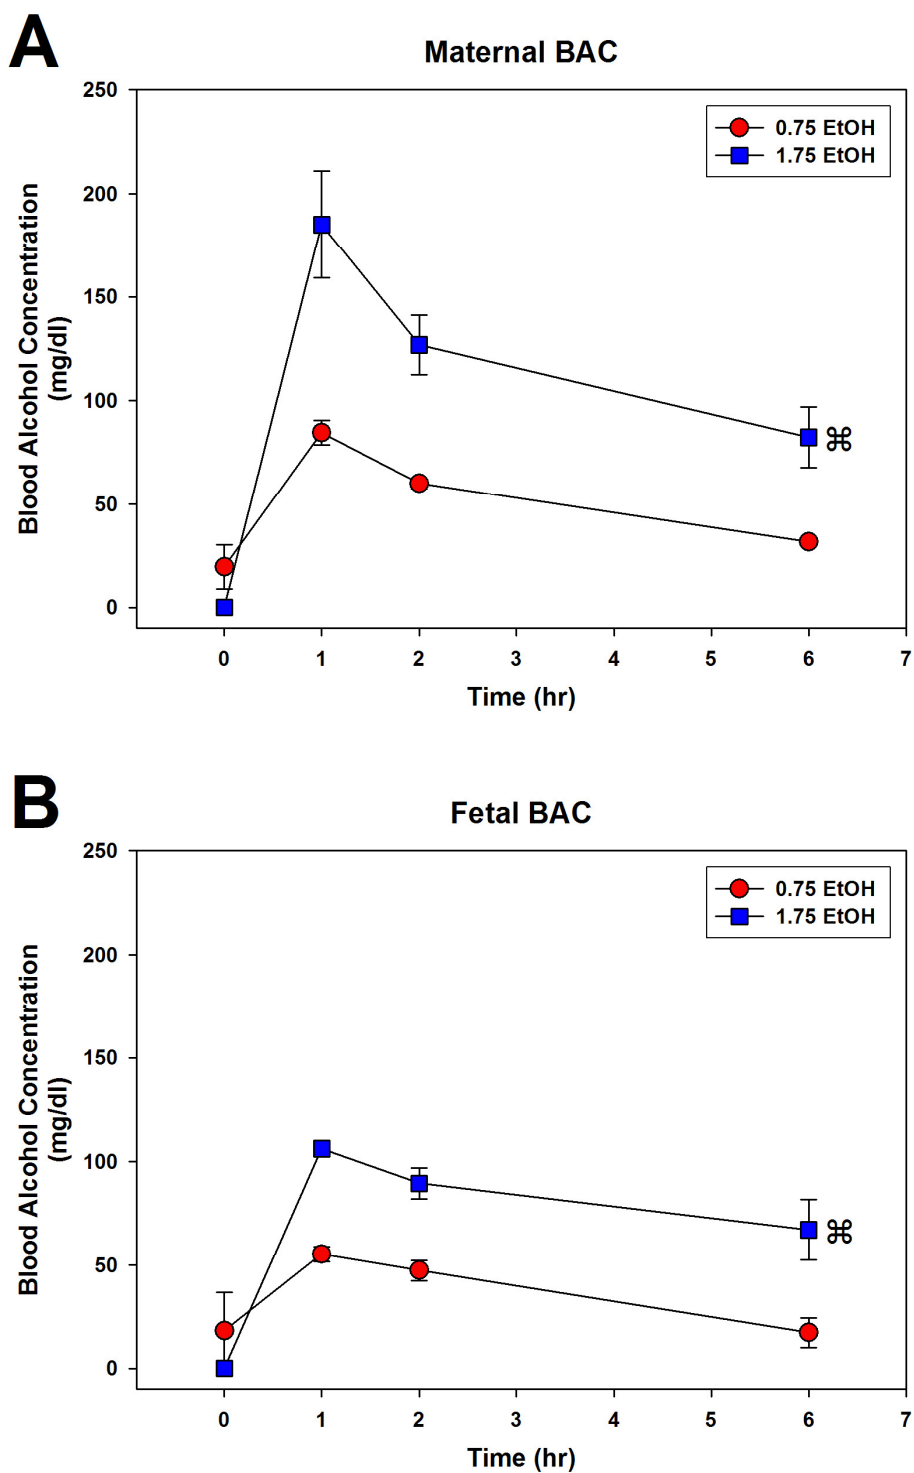 A
Maternal BAC
250
200
150
100
50
0
Blood Alcohol Concentration
(mg/dl)
0.75 EtOH
1.75 EtOH
⌘
0 1 2 3 4 5 6 7
Time (hr)
B
Fetal BAC
250
200
150
100
50
0
Blood Alcohol Concentration
(mg/dl)
0.75 EtOH
1.75 EtOH
⌘
0 1 2 3 4 5 6 7
Time (hr)